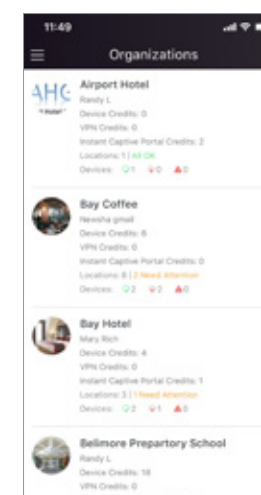 11:49
Organizations
AHG
Airport Hotel
Randy L
Device Credits: 0
VPN Credits: 0
Instant Captive Portal Credits: 2
Locations: 1 | All OK
Devices: 1 0 0
Bay Coffee
Newsha gmail
Device Credits: 6
VPN Credits: 0
Instant Captive Portal Credits: 0
Locations: 8 | 2 Need Attention
Devices: 2 2 0
Bay Hotel
Mary Rich
Device Credits: 4
VPN Credits: 0
Instant Captive Portal Credits: 1
Locations: 3 | 1 Need Attention
Devices: 2 1 0
Belimore Prepartory School
Randy L
Device Credits: 18
VPN Credits: 0